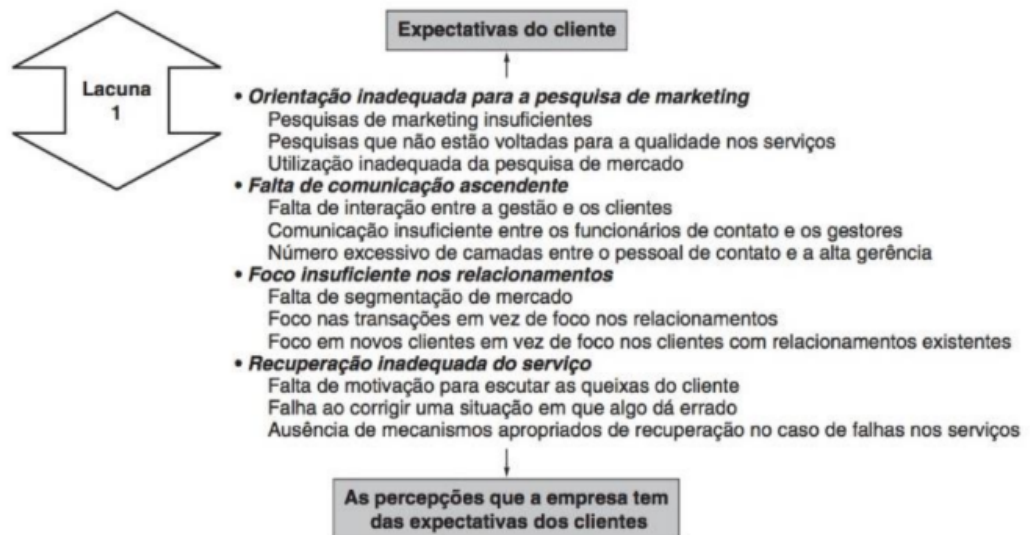 Expectativas do cliente
Lacuna
1
• Orientação inadequada para a pesquisa de marketing
Pesquisas de marketing insuficientes
Pesquisas que não estão voltadas para a qualidade nos serviços
Utilização inadequada da pesquisa de mercado
• Falta de comunicação ascendente
Falta de interação entre a gestão e os clientes
Comunicação insuficiente entre os funcionários de contato e os gestores
Número excessivo de camadas entre o pessoal de contato e a alta gerência
• Foco insuficiente nos relacionamentos
Falta de segmentação de mercado
Foco nas transações em vez de foco nos relacionamentos
Foco em novos clientes em vez de foco nos clientes com relacionamentos existentes
• Recuperação inadequada do serviço
Falta de motivação para escutar as queixas do cliente
Falha ao corrigir uma situação em que algo dá errado
Ausência de mecanismos apropriados de recuperação no caso de falhas nos serviços
As percepções que a empresa tem
das expectativas dos clientes